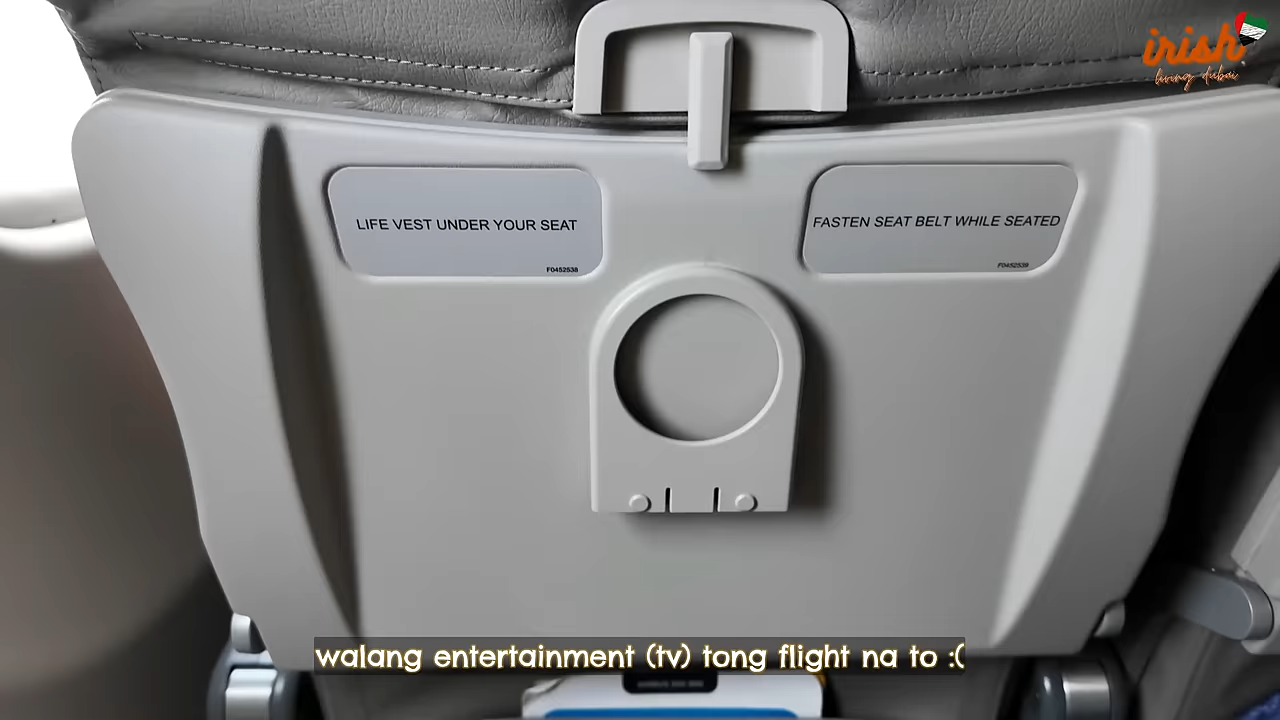 irish
living dubai
LIFE VEST UNDER YOUR SEAT
F0452538
FASTEN SEAT BELT WHILE SEATED
F0452539
walang entertainment (tv) tong flight na to :(